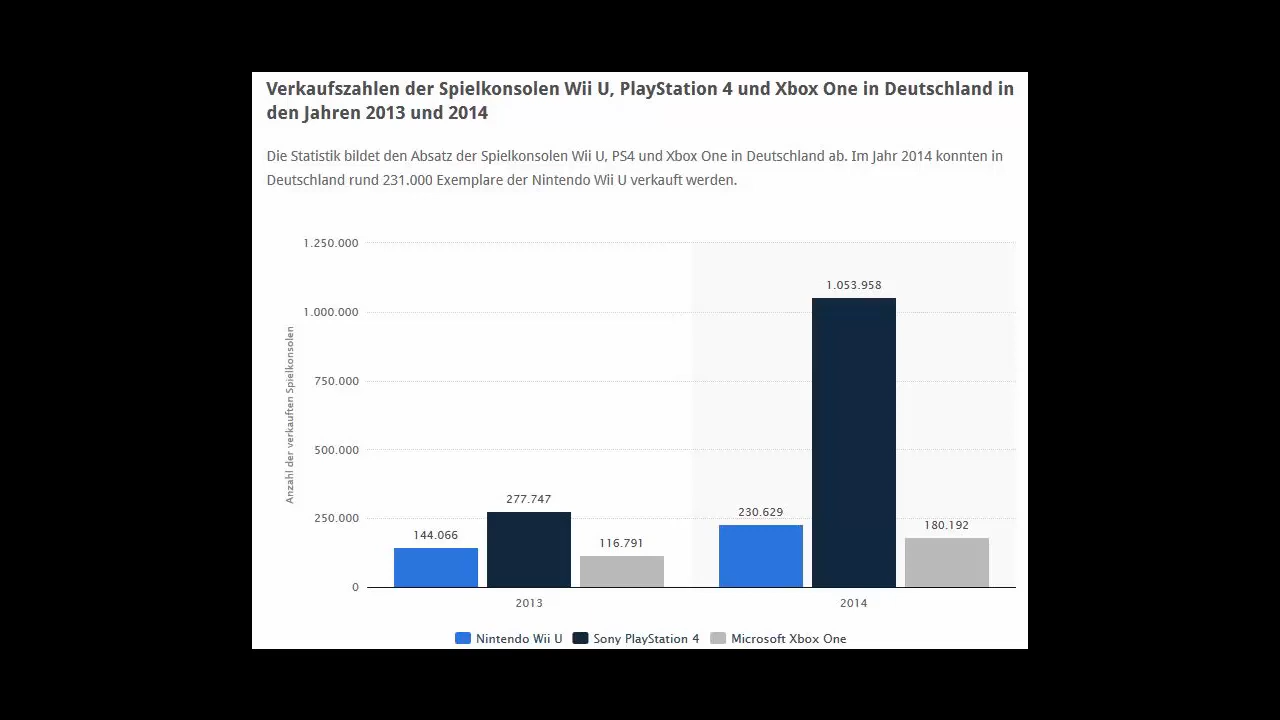 Verkaufszahlen der Spielkonsolen Wii U, PlayStation 4 und Xbox One in Deutschland in
den Jahren 2013 und 2014
Die Statistik bildet den Absatz der Spielkonsolen Wii U, PS4 und Xbox One in Deutschland ab. Im Jahr 2014 konnten in
Deutschland rund 231.000 Exemplare der Nintendo Wii U verkauft werden.
Anzahl der verkauften Spielkonsolen
1.250.000
1.000.000
750.000
500.000
250.000
0
144.066
277.747
116.791
230.629
1.053.958
180.192
2013
2014
Nintendo Wii U
Sony PlayStation 4
Microsoft Xbox One